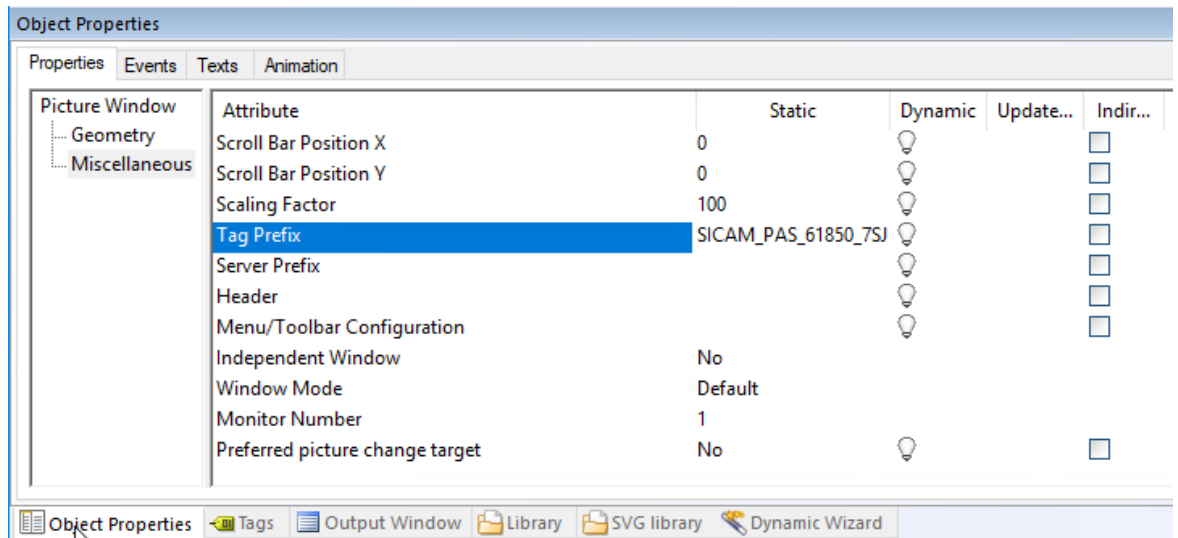 Object Properties
Properties Events Texts Animation
Picture Window
Geometry
Miscellaneous
Attribute Static Dynamic Update... Indir...
Scroll Bar Position X 0
Scroll Bar Position Y 0
Scaling Factor 100
Tag Prefix SICAM_PAS_61850_7SJ
Server Prefix
Header
Menu/Toolbar Configuration
Independent Window No
Window Mode Default
Monitor Number 1
Preferred picture change target No
Object Properties Tags Output Window Library SVG library Dynamic Wizard